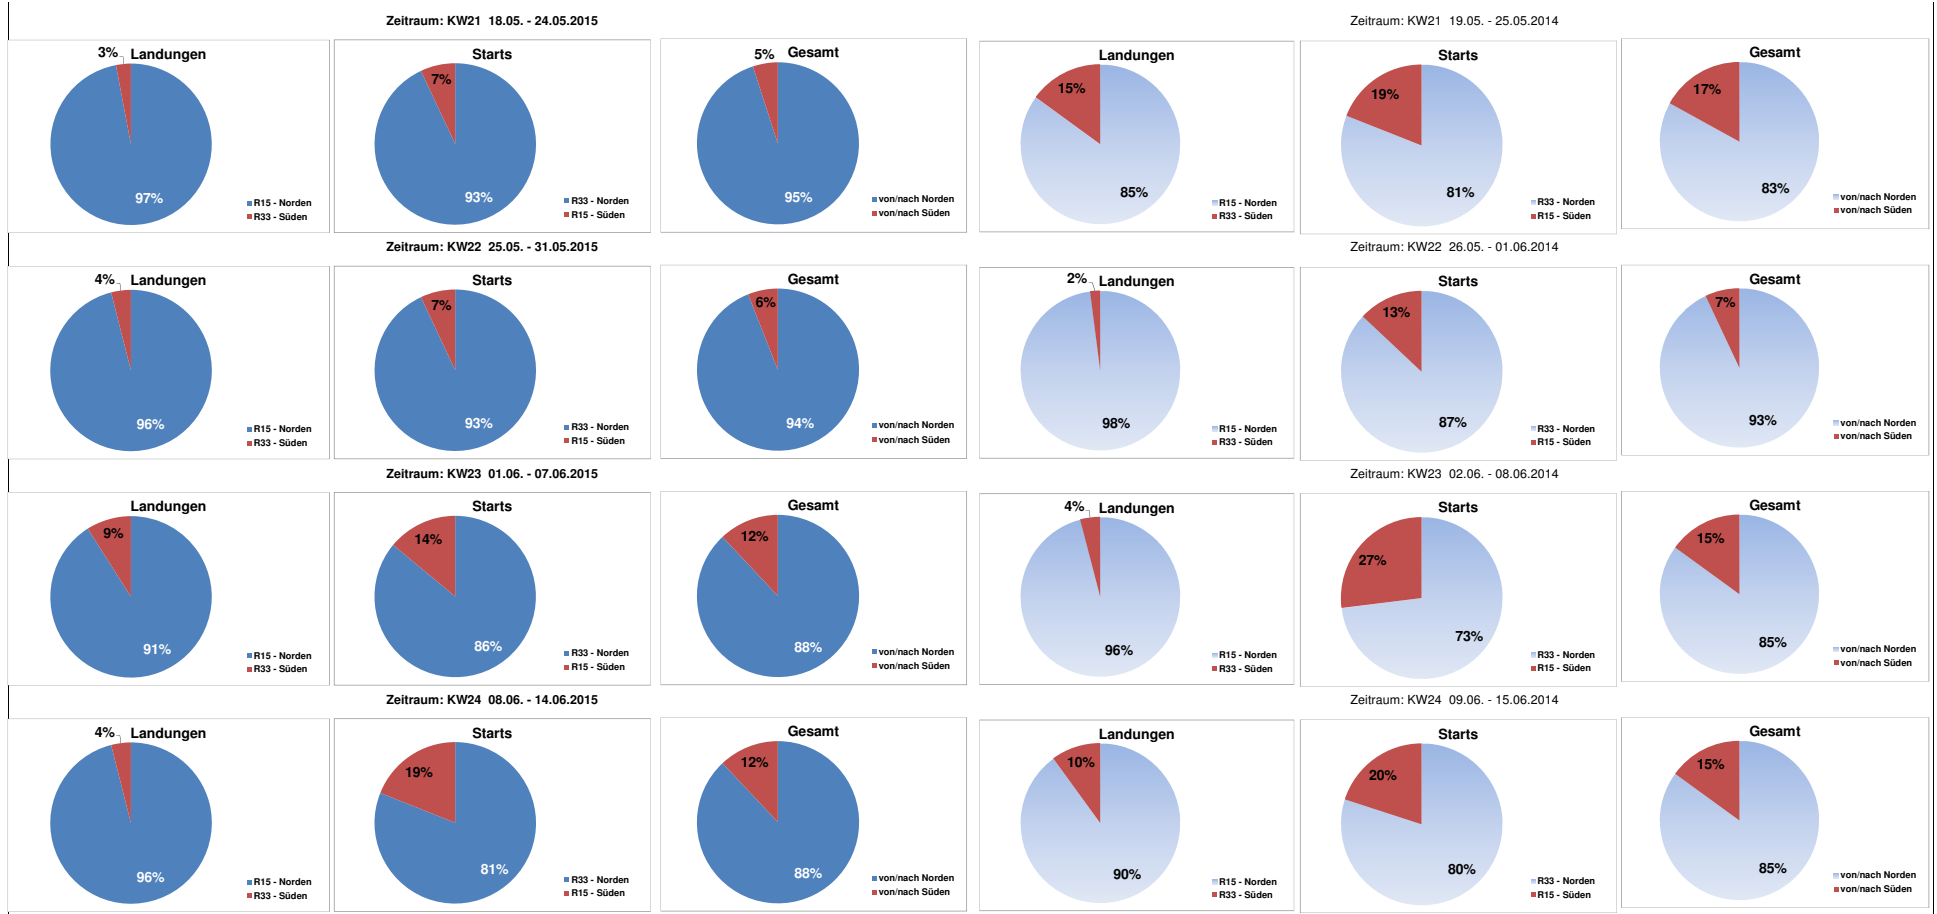 Zeitraum: KW21 18.05. - 24.05.2015
Zeitraum: KW21 19.05. - 25.05.2014
Landungen
3%
97%
R15 - Norden
R33 - Süden
Starts
7%
93%
R33 - Norden
R15 - Süden
Gesamt
5%
95%
von/nach Norden
von/nach Süden
Landungen
15%
85%
R15 - Norden
R33 - Süden
Starts
19%
81%
R33 - Norden
R15 - Süden
Gesamt
17%
83%
von/nach Norden
von/nach Süden
Zeitraum: KW22 25.05. - 31.05.2015
Zeitraum: KW22 26.05. - 01.06.2014
Landungen
4%
96%
R15 - Norden
R33 - Süden
Starts
7%
93%
R33 - Norden
R15 - Süden
Gesamt
6%
94%
von/nach Norden
von/nach Süden
Landungen
2%
98%
R15 - Norden
R33 - Süden
Starts
13%
87%
R33 - Norden
R15 - Süden
Gesamt
7%
93%
von/nach Norden
von/nach Süden
Zeitraum: KW23 01.06. - 07.06.2015
Zeitraum: KW23 02.06. - 08.06.2014
Landungen
9%
91%
R15 - Norden
R33 - Süden
Starts
14%
86%
R33 - Norden
R15 - Süden
Gesamt
12%
88%
von/nach Norden
von/nach Süden
Landungen
4%
96%
R15 - Norden
R33 - Süden
Starts
27%
73%
R33 - Norden
R15 - Süden
Gesamt
15%
85%
von/nach Norden
von/nach Süden
Zeitraum: KW24 08.06. - 14.06.2015
Zeitraum: KW24 09.06. - 15.06.2014
Landungen
4%
96%
R15 - Norden
R33 - Süden
Starts
19%
81%
R33 - Norden
R15 - Süden
Gesamt
12%
88%
von/nach Norden
von/nach Süden
Landungen
10%
90%
R15 - Norden
R33 - Süden
Starts
20%
80%
R33 - Norden
R15 - Süden
Gesamt
15%
85%
von/nach Norden
von/nach Süden